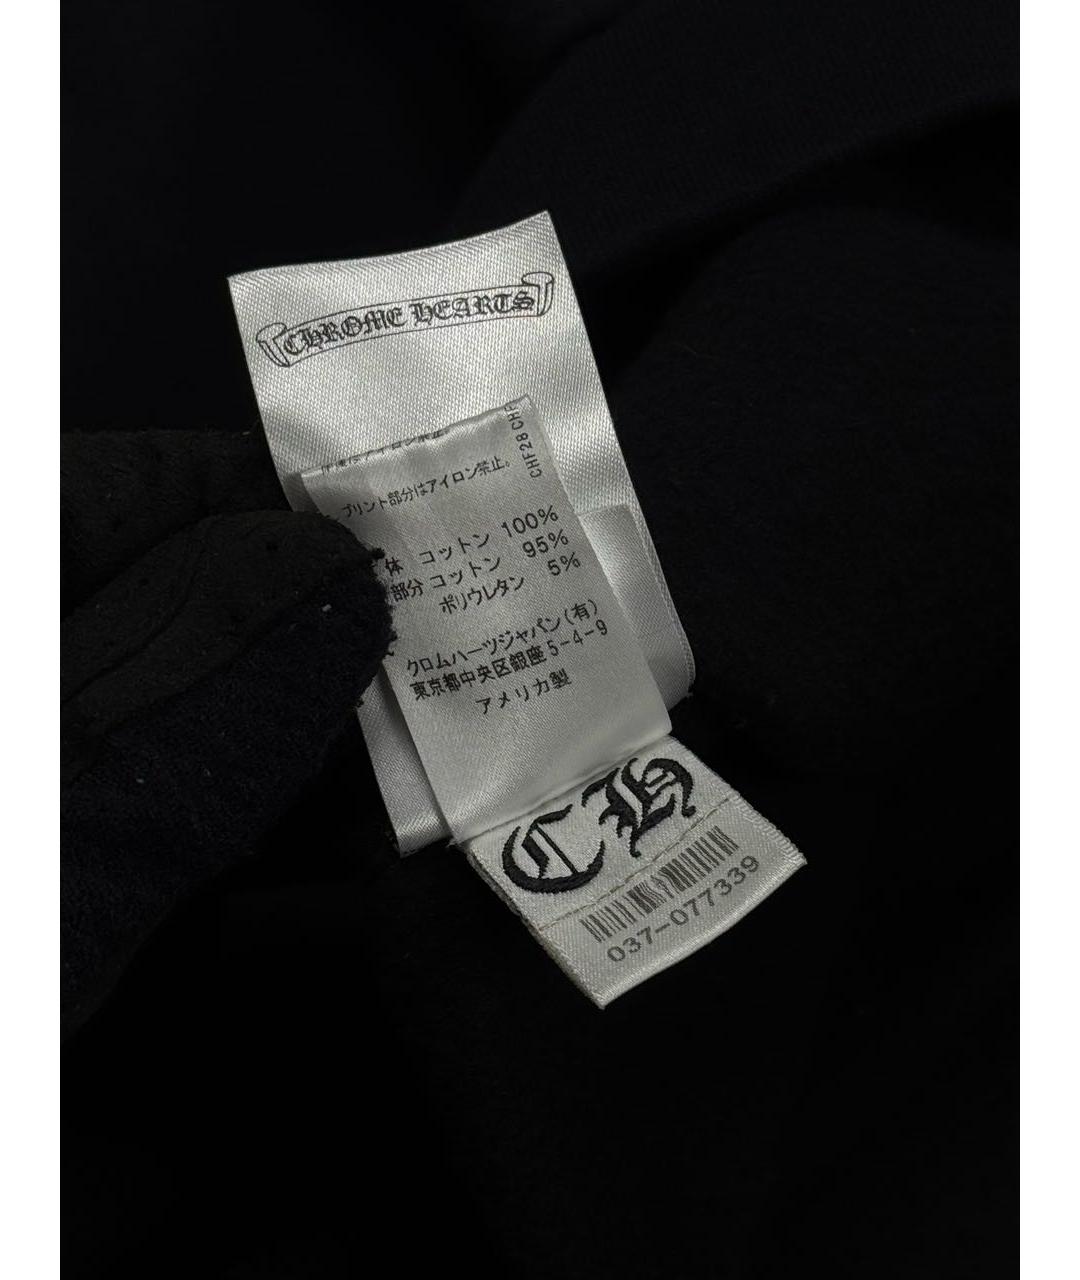 CHROME HEARTS
CHF28 CHF
プリント部分はアイロン禁止。
体 コットン 100%
部分 コットン 95%
ポリウレタン 5%
クロムハーツジャパン(有)
東京都中央区銀座5-4-9
アメリカ製
CH
037-077339